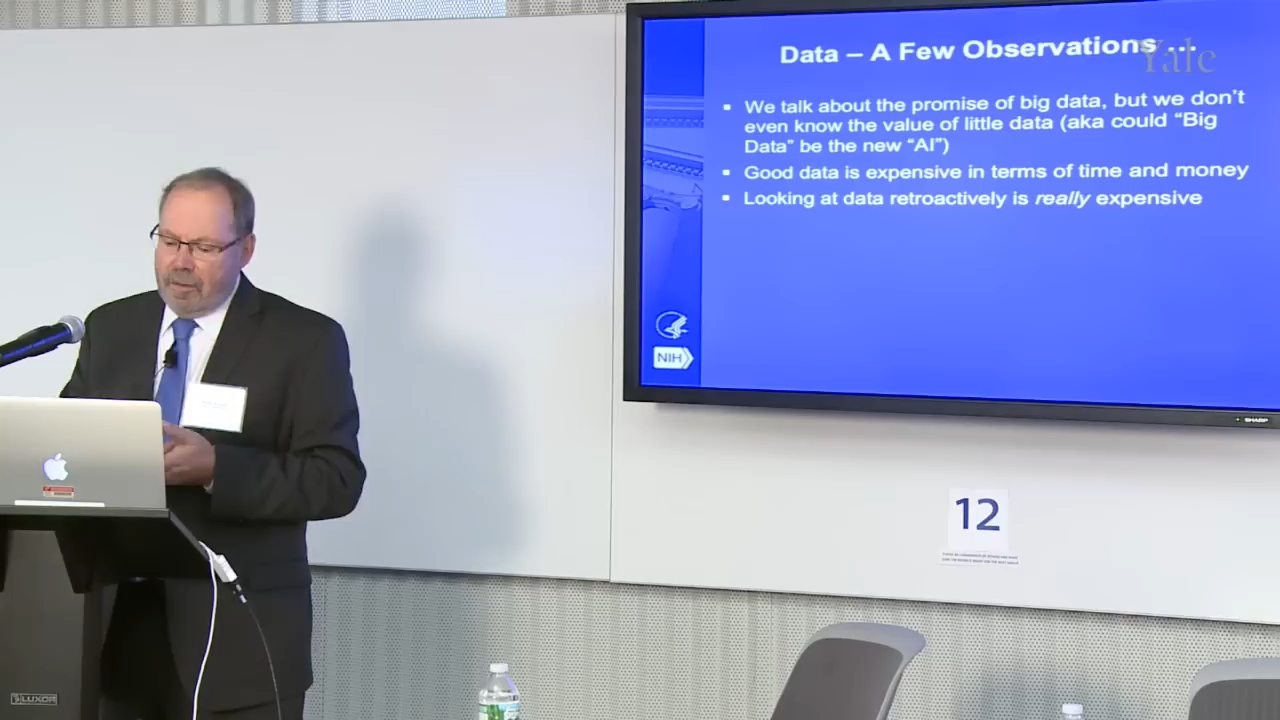 Data – A Few Observations ...
Yale
We talk about the promise of big data, but we don't
even know the value of little data (aka could "Big
Data" be the new "AI")
Good data is expensive in terms of time and money
Looking at data retroactively is really expensive
NIH
SHARP
12
LUXOR